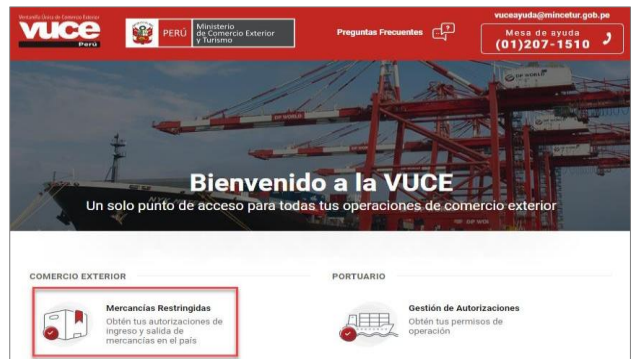 Ventanilla Única de Comercio Exterior
vuce
Perú
PERÚ
Ministerio
de Comercio Exterior
y Turismo
Preguntas Frecuentes
?
vuceayuda@mincetur.gob.pe
Mesa de ayuda
(01)207-1510
DP WORLD
DP WORLD
Bienvenido a la VUCE
Un solo punto de acceso para todas tus operaciones de comercio exterior
COMERCIO EXTERIOR
Mercancías Restringidas
Obtén tus autorizaciones de
ingreso y salida de
mercancías en el país
PORTUARIO
Gestión de Autorizaciones
Obtén tus permisos de
operación